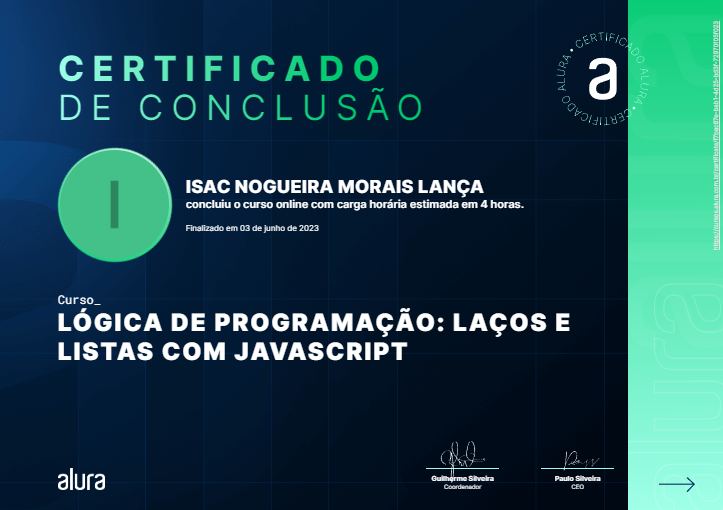 CERTIFICADO
DE CONCLUSÃO
CERTIFICADO ALURA • CERTIFICADO ALURA •
a
I
ISAC NOGUEIRA MORAIS LANÇA
concluiu o curso online com carga horária estimada em 4 horas.
Finalizado em 03 de junho de 2023
Curso_
LÓGICA DE PROGRAMAÇÃO: LAÇOS E
LISTAS COM JAVASCRIPT
alura
Guilherme Silveira
Coordenador
Paulo Silveira
CEO
alura